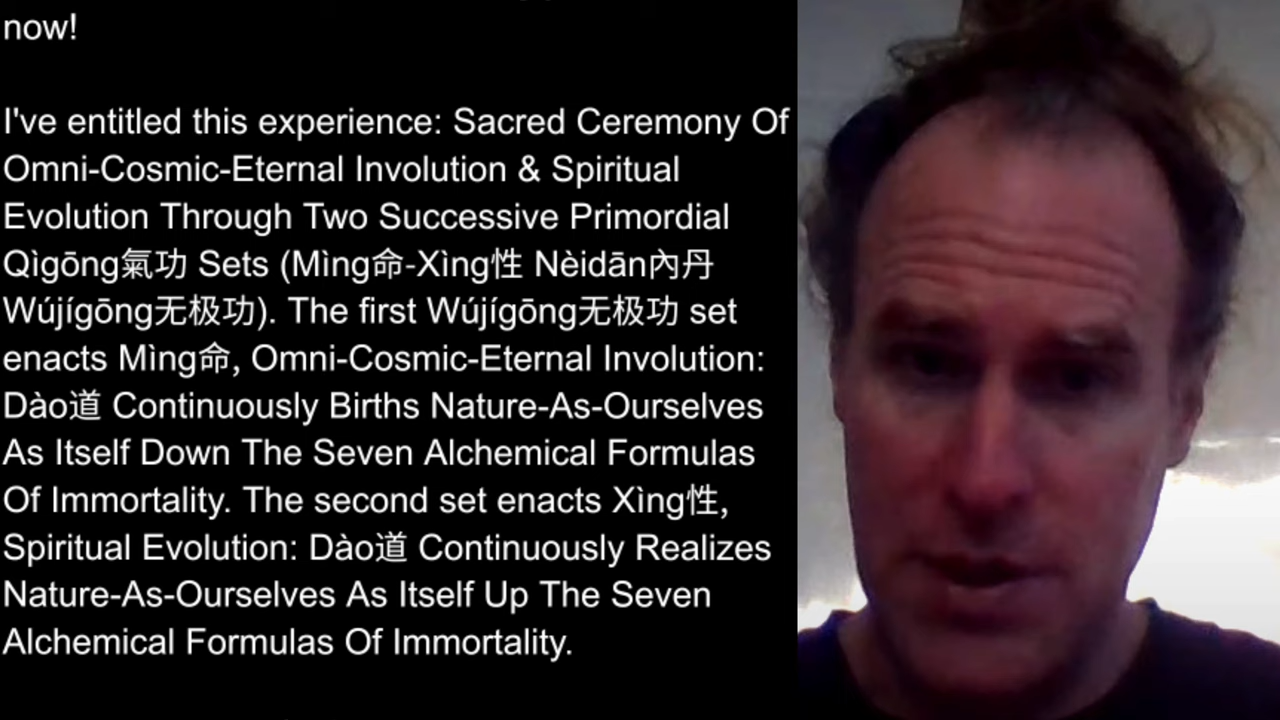 now!
I've entitled this experience: Sacred Ceremony Of
Omni-Cosmic-Eternal Involution & Spiritual
Evolution Through Two Successive Primordial
Qìgōng氣功 Sets (Mìng命-Xìng性 Nèidān內丹
Wújígōng无极功). The first Wújígōng无极功 set
enacts Mìng命, Omni-Cosmic-Eternal Involution:
Dào道 Continuously Births Nature-As-Ourselves
As Itself Down The Seven Alchemical Formulas
Of Immortality. The second set enacts Xìng性,
Spiritual Evolution: Dào道 Continuously Realizes
Nature-As-Ourselves As Itself Up The Seven
Alchemical Formulas Of Immortality.